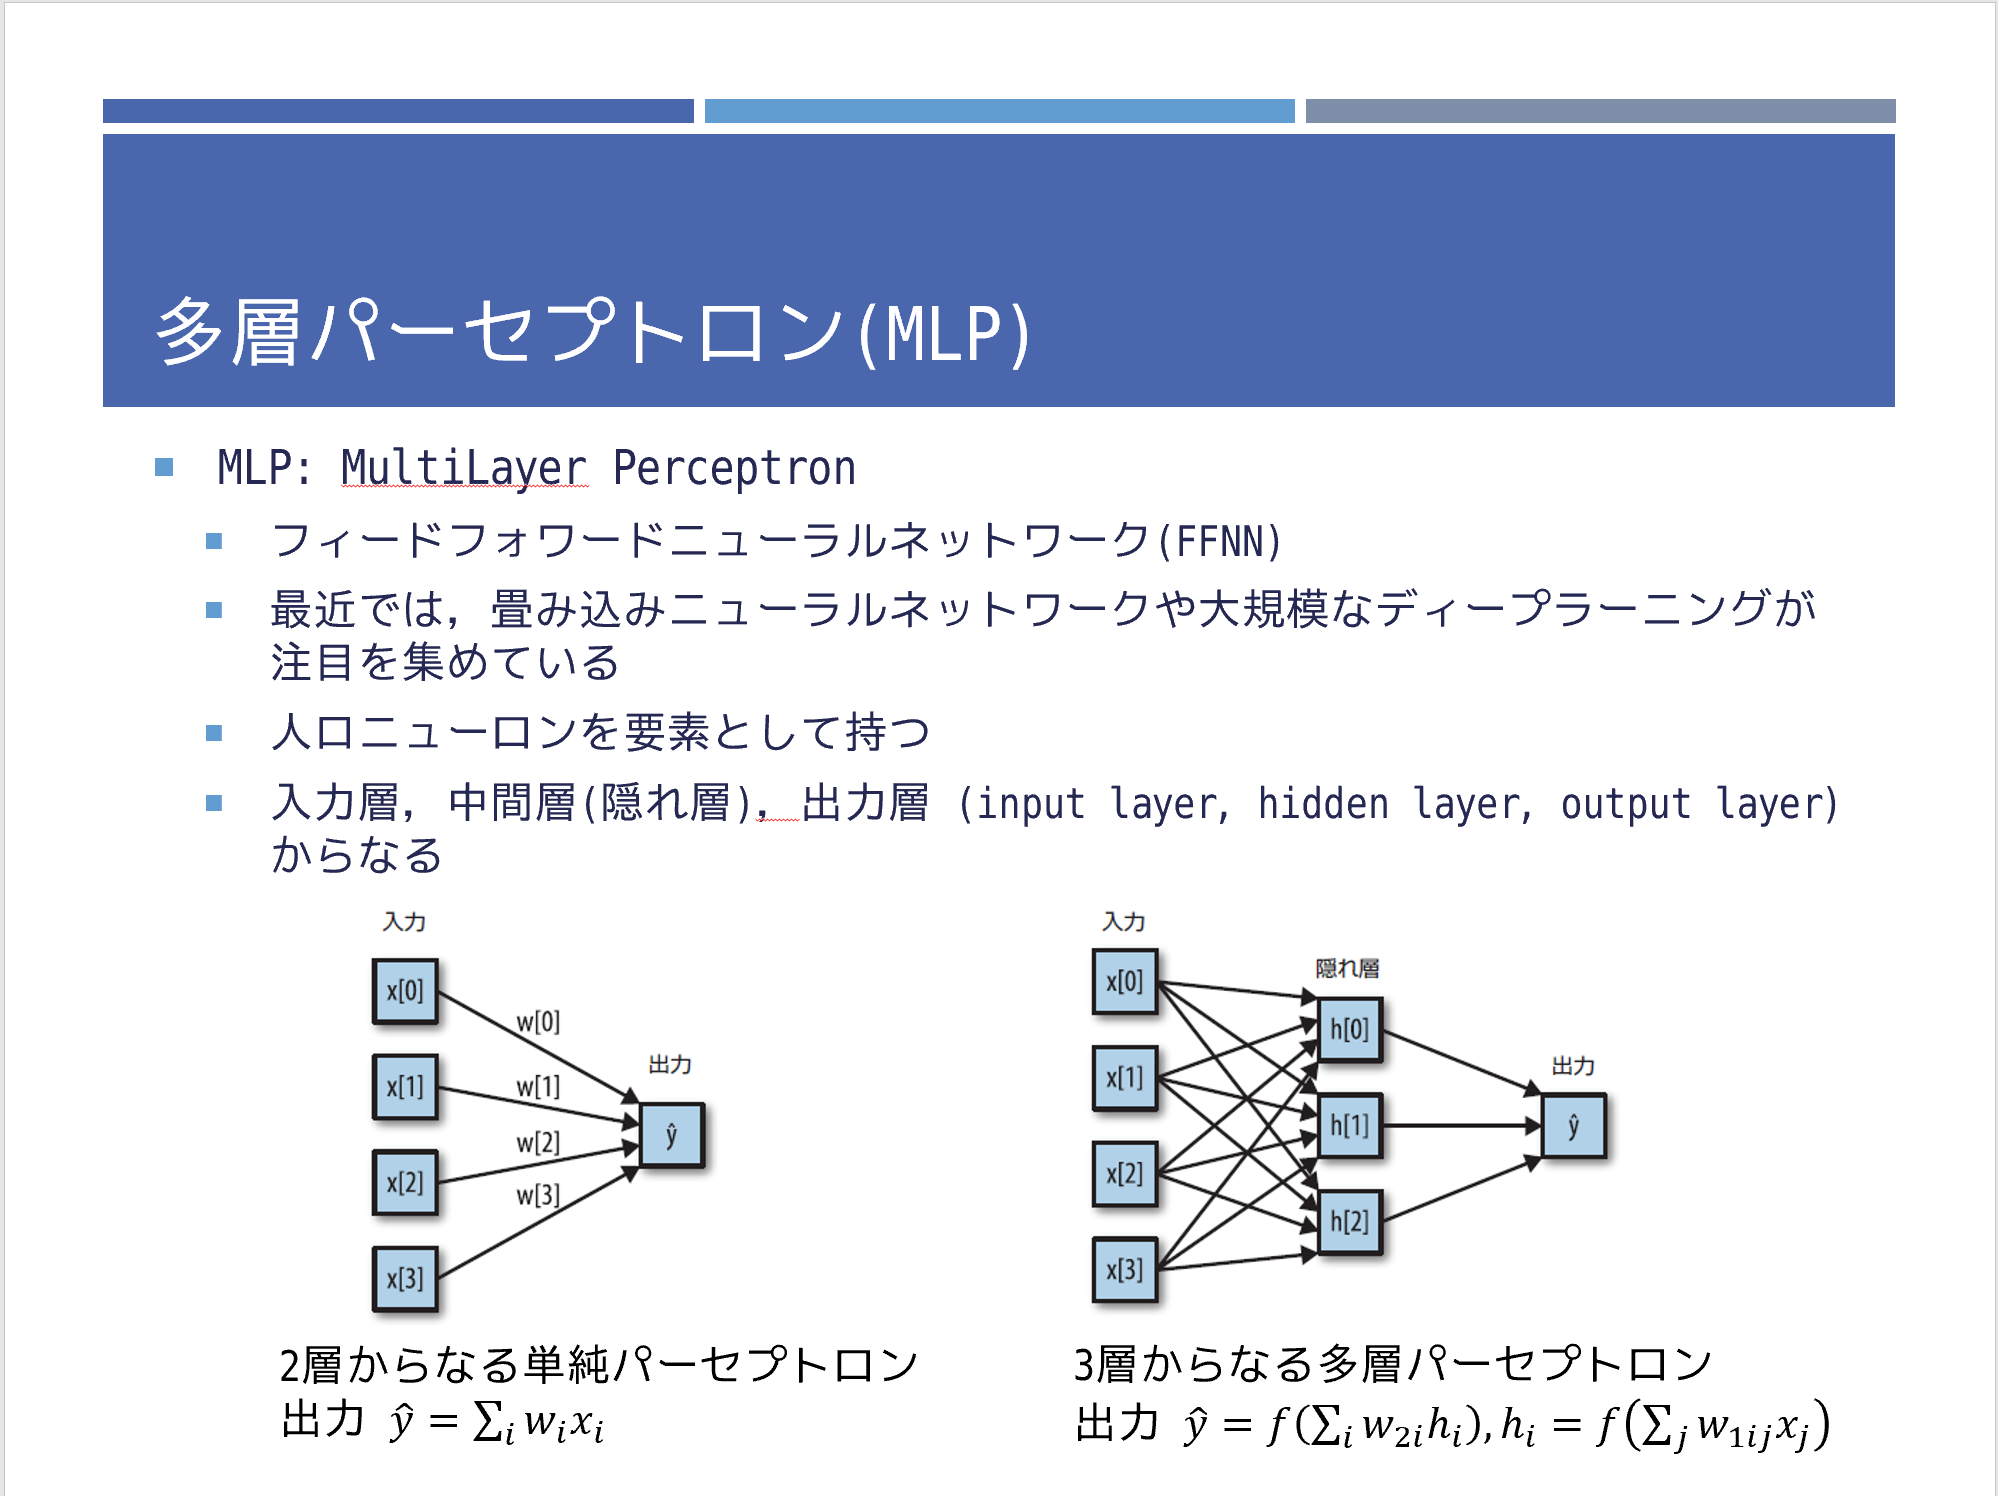 多層パーセプトロン(MLP)
MLP: MultiLayer Perceptron
フィードフォワードニューラルネットワーク(FFNN)
最近では，畳み込みニューラルネットワークや大規模なディープラーニングが
注目を集めている
人口ニューロンを要素として持つ
入力層，中間層(隠れ層)，出力層 (input layer, hidden layer, output layer)
からなる
入力
x[0]
x[1]
x[2]
x[3]
w[0]
w[1]
w[2]
w[3]
出力
ŷ
2層からなる単純パーセプトロン
出力 ŷ = ∑ᵢ wᵢxᵢ
入力
x[0]
x[1]
x[2]
x[3]
隠れ層
h[0]
h[1]
h[2]
出力
ŷ
3層からなる多層パーセプトロン
出力 ŷ = f(∑ᵢ w₂ᵢhᵢ), hᵢ = f(∑ⱼ w₁ᵢⱼxⱼ)